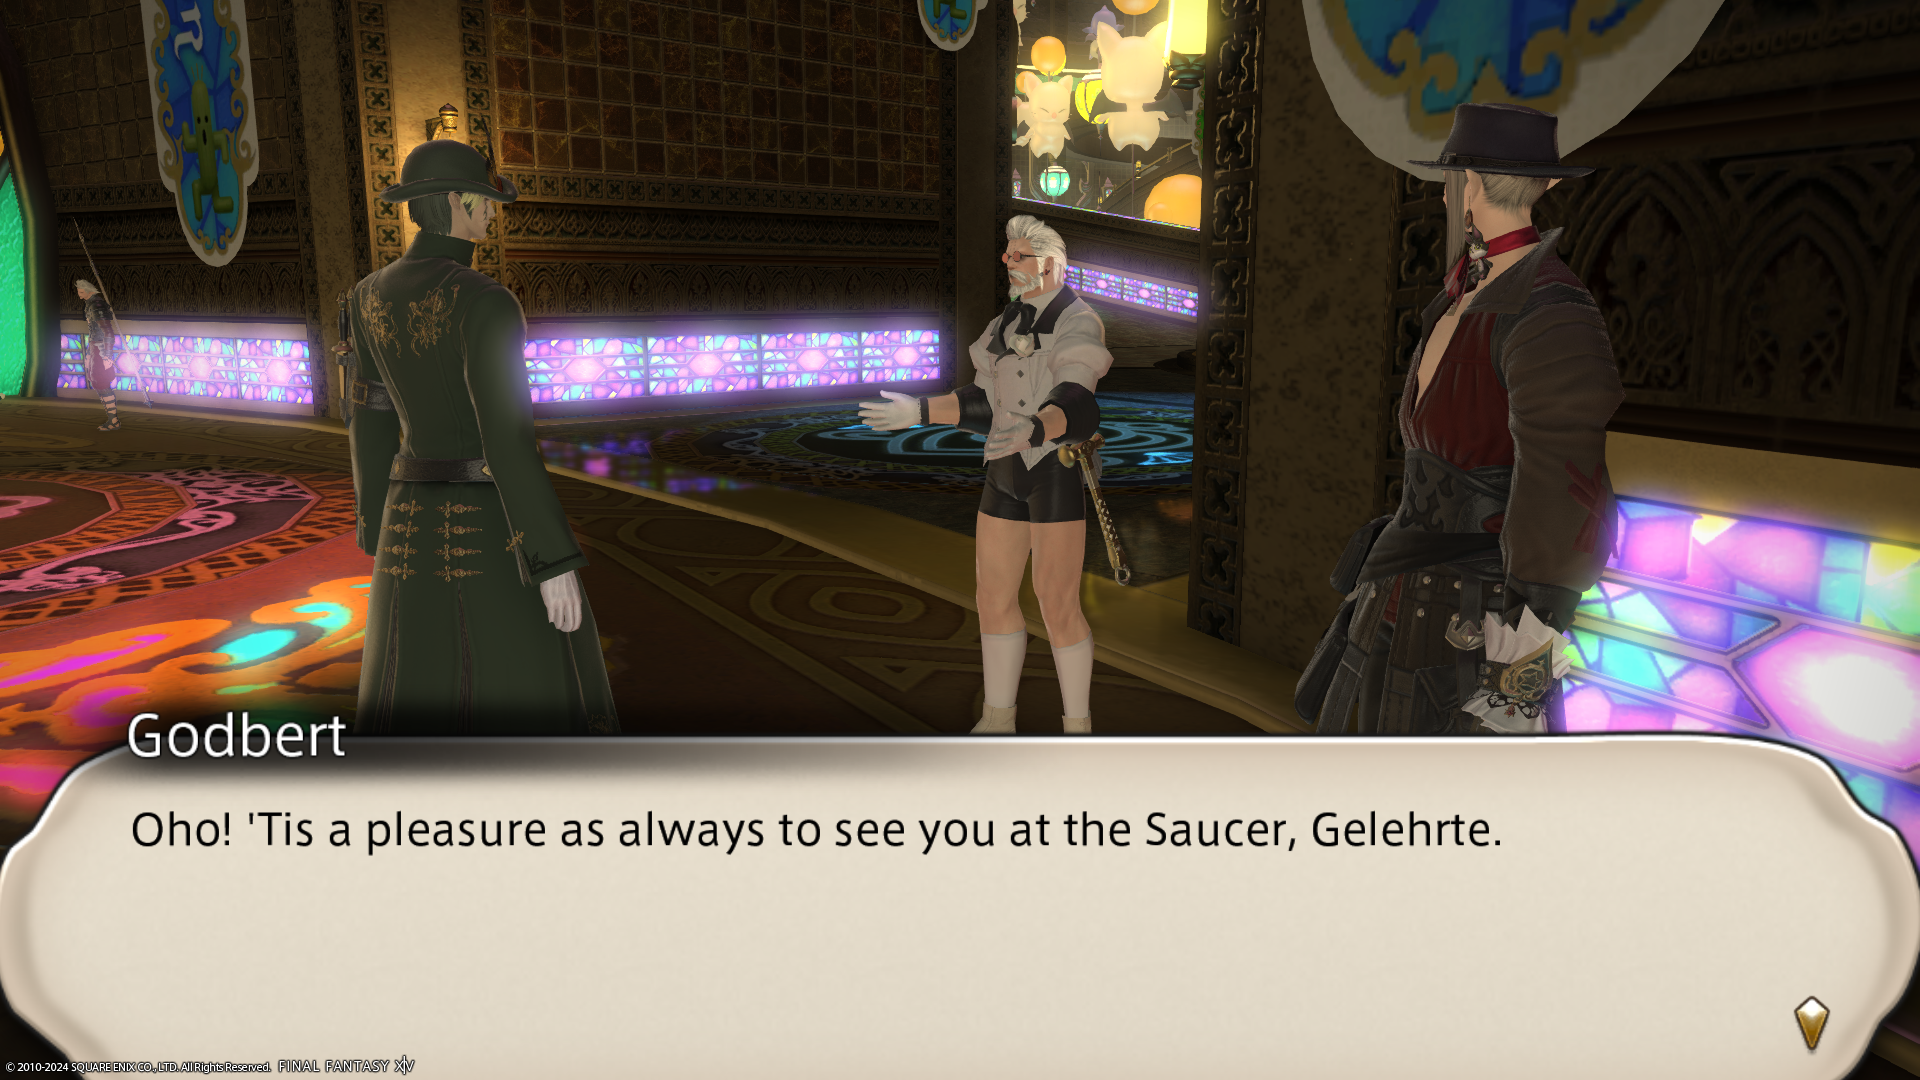 Godbert
Oho! 'Tis a pleasure as always to see you at the Saucer, Gelehrte.
© 2010-2024 SQUARE ENIX CO., LTD. All Rights Reserved. FINAL FANTASY XIV